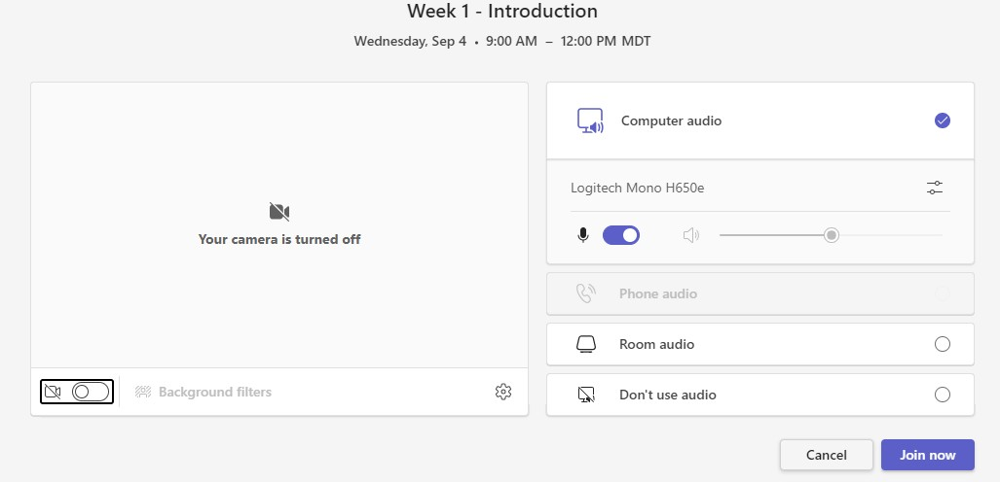 Week 1 - Introduction
Wednesday, Sep 4 • 9:00 AM – 12:00 PM MDT
Your camera is turned off
Background filters
Computer audio
Logitech Mono H650e
Phone audio
Room audio
Don't use audio
Cancel
Join now